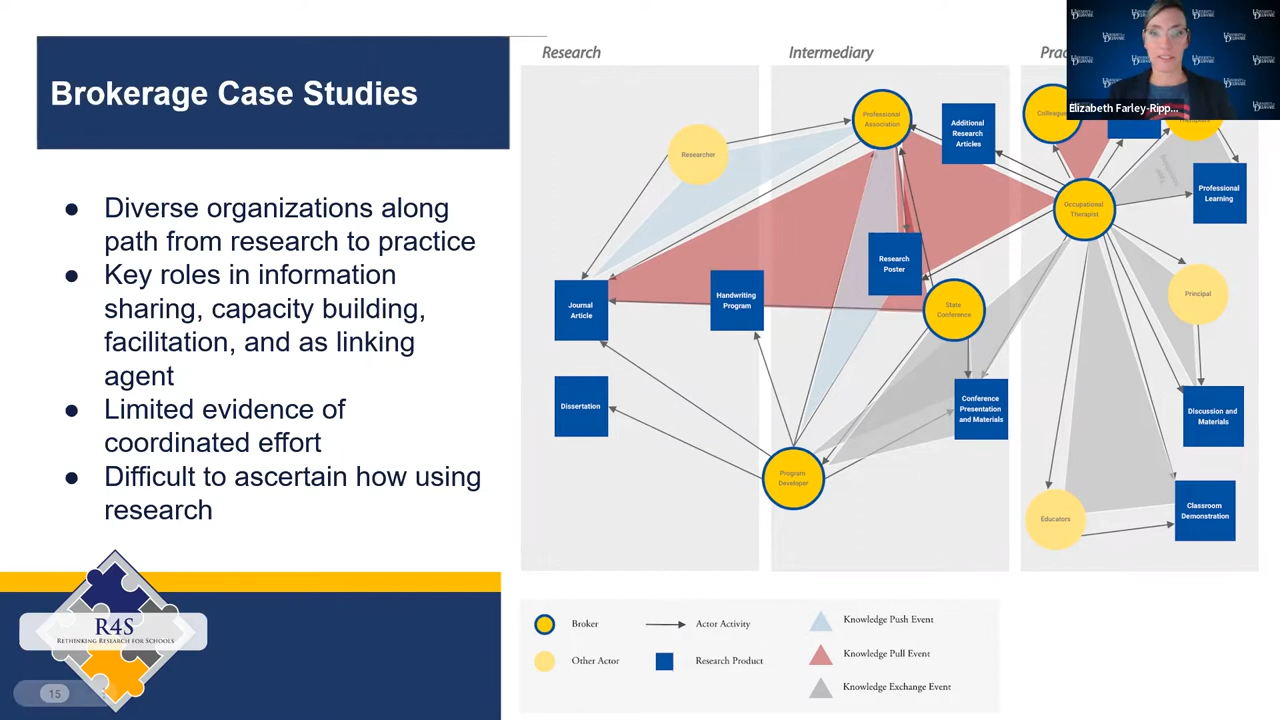 Brokerage Case Studies
● Diverse organizations along
path from research to practice
● Key roles in information
sharing, capacity building,
facilitation, and as linking
agent
● Limited evidence of
coordinated effort
● Difficult to ascertain how using
research
R4S
RETHINKING RESEARCH FOR SCHOOLS
15
Research
Intermediary
Prac
Elizabeth Farley-Ripp...
Researcher
Professional
Association
Additional
Research
Articles
Colleague
Occupational
Therapist
Professional
Learning
Journal
Article
Handwriting
Program
Research
Poster
State
Conference
Principal
Dissertation
Conference
Presentation
and Materials
Discussion and
Materials
Program
Developer
Educators
Classroom
Demonstration
Broker
Actor Activity
Knowledge Push Event
Other Actor
Research Product
Knowledge Pull Event
Knowledge Exchange Event